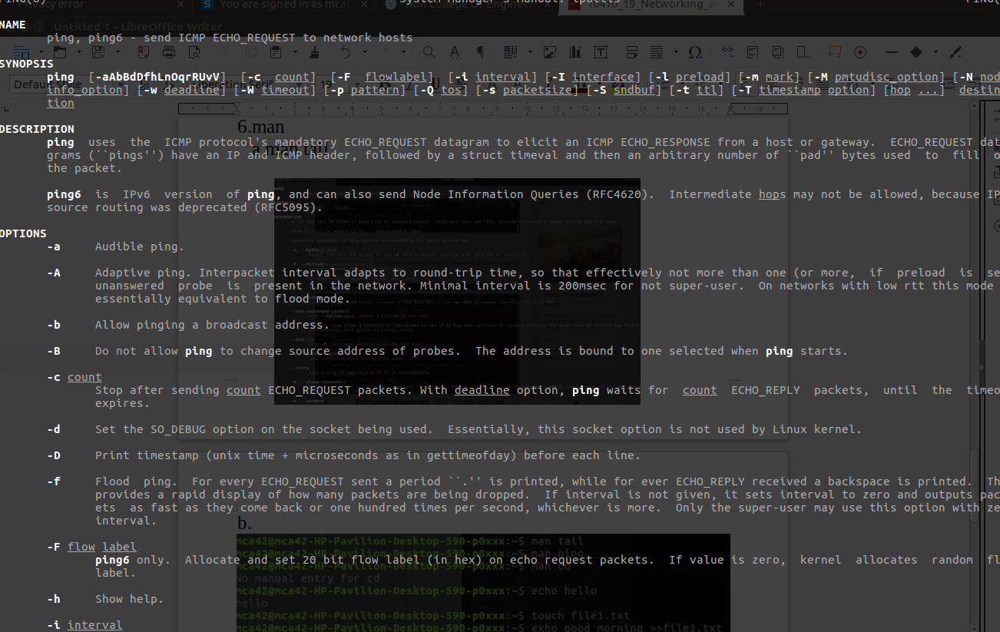 Privacy error
You are signed in as mca
10410_19_Networking_a
Untitled 1 - LibreOffice Writer
NAME
ping, ping6 - send ICMP ECHO_REQUEST to network hosts
SYNOPSIS
ping [-aAbBdDfhLnOqrRUvV] [-c count] [-F flowlabel] [-i interval] [-I interface] [-l preload] [-m mark] [-M pmtudisc_option] [-N nod
info_option] [-w deadline] [-W timeout] [-p pattern] [-Q tos] [-s packetsize] [-S sndbuf] [-t ttl] [-T timestamp option] [hop ...] destin
tion
6.man
DESCRIPTION
ping uses the ICMP protocol's mandatory ECHO_REQUEST datagram to elicit an ICMP ECHO_RESPONSE from a host or gateway. ECHO_REQUEST dat
a.man tail
grams (``pings'') have an IP and ICMP header, followed by a struct timeval and then an arbitrary number of ``pad'' bytes used to fill o
the packet.
ping6 is IPv6 version of ping, and can also send Node Information Queries (RFC4620). Intermediate hops may not be allowed, because IP
source routing was deprecated (RFC5095).
OPTIONS
-a Audible ping.
-A Adaptive ping. Interpacket interval adapts to round-trip time, so that effectively not more than one (or more, if preload is se
unanswered probe is present in the network. Minimal interval is 200msec for not super-user. On networks with low rtt this mode
essentially equivalent to flood mode.
-b Allow pinging a broadcast address.
-B Do not allow ping to change source address of probes. The address is bound to one selected when ping starts.
-c count
Stop after sending count ECHO_REQUEST packets. With deadline option, ping waits for count ECHO_REPLY packets, until the timeo
expires.
-d Set the SO_DEBUG option on the socket being used. Essentially, this socket option is not used by Linux kernel.
-D Print timestamp (unix time + microseconds as in gettimeofday) before each line.
-f Flood ping. For every ECHO_REQUEST sent a period ``.'' is printed, while for ever ECHO_REPLY received a backspace is printed. Th
provides a rapid display of how many packets are being dropped. If interval is not given, it sets interval to zero and outputs pac
ets as fast as they come back or one hundred times per second, whichever is more. Only the super-user may use this option with ze
interval.
b.
mca42@mca42-HP-Pavilion-Desktop-590-p0xxx:~$ man tail
-F flow label
mca42@mca42-HP-Pavilion-Desktop-590-p0xxx:~$ man ping
ping6 only. Allocate and set 20 bit flow label (in hex) on echo request packets. If value is zero, kernel allocates random fl
mca42@mca42-HP-Pavilion-Desktop-590-p0xxx:~$ man cd
label.
No manual entry for cd
mca42@mca42-HP-Pavilion-Desktop-590-p0xxx:~$ echo hello
-h Show help.
hello
mca42@mca42-HP-Pavilion-Desktop-590-p0xxx:~$ touch file1.txt
-i interval
mca42@mca42-HP-Pavilion-Desktop-590-p0xxx:~$ exho good morning >>file1.txt